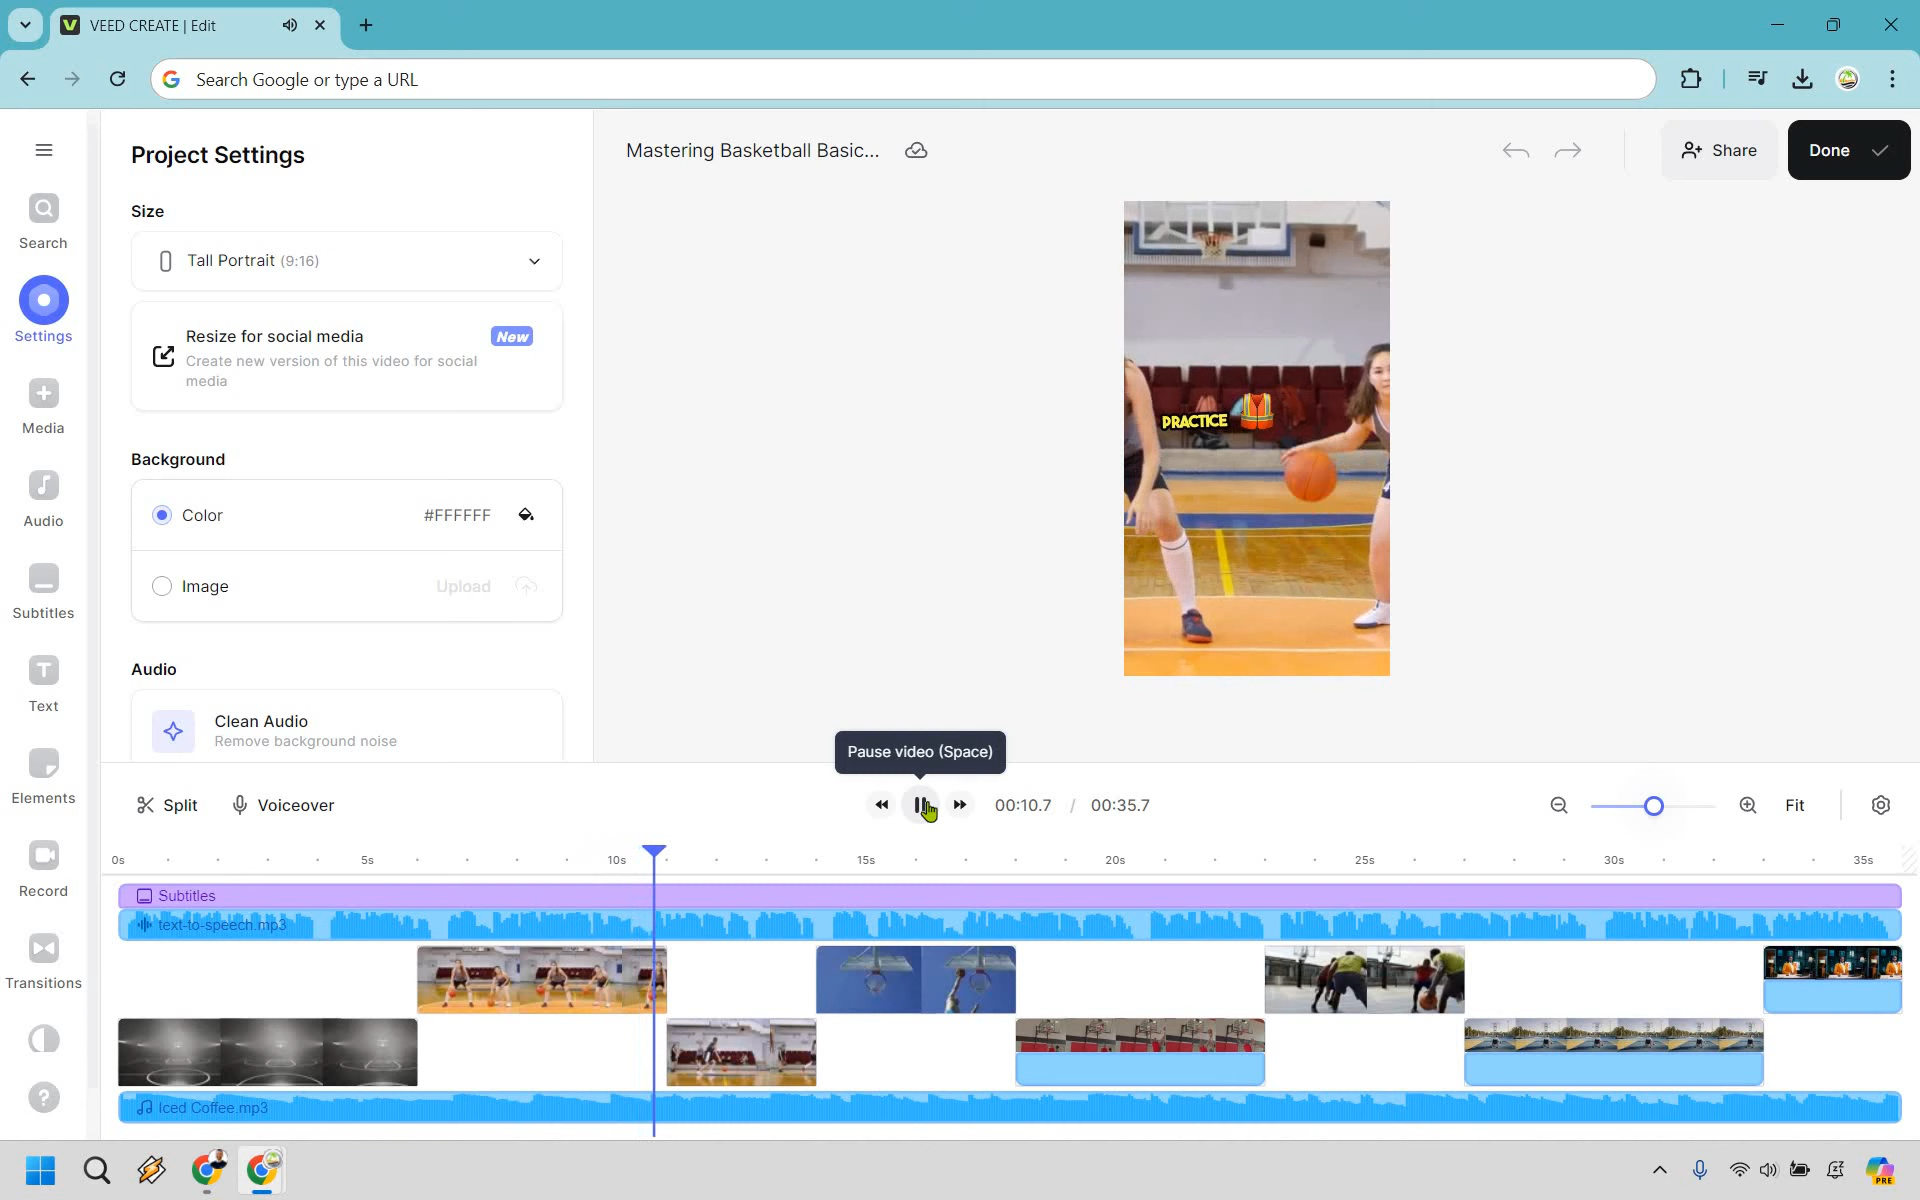 VEED CREATE | Edit
Search Google or type a URL
Project Settings
Mastering Basketball Basic...
Share
Done
Search
Settings
Media
Audio
Subtitles
Text
Elements
Record
Transitions
Size
Tall Portrait (9:16)
Resize for social media
New
Create new version of this video for social
media
Background
Color
#FFFFFF
Image
Upload
Audio
Clean Audio
Remove background noise
PRACTICE
Pause video (Space)
Split
Voiceover
00:10.7 / 00:35.7
Fit
0s 5s 10s 15s 20s 25s 30s 35s
Subtitles
text-to-speech.mp3
Iced Coffee.mp3
PRE